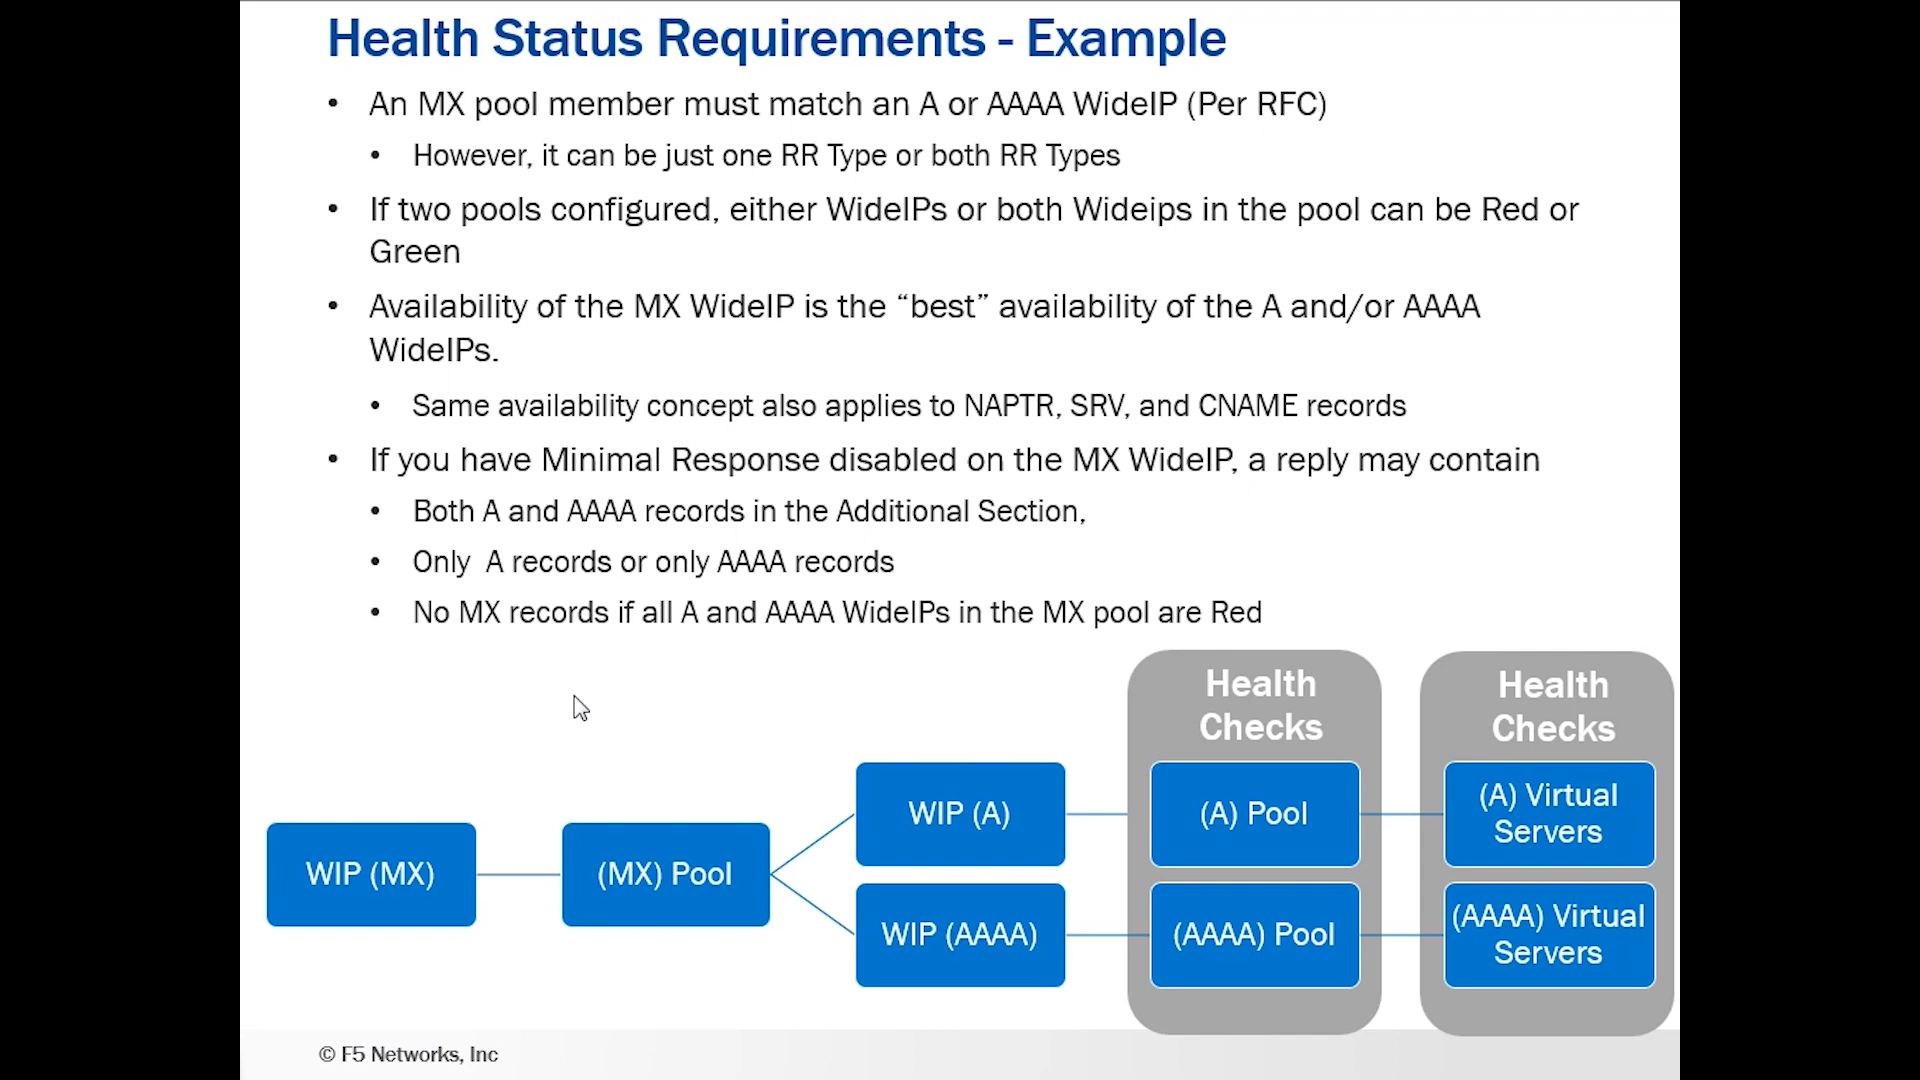 Health Status Requirements - Example
• An MX pool member must match an A or AAAA WideIP (Per RFC)
• However, it can be just one RR Type or both RR Types
• If two pools configured, either WideIPs or both Wideips in the pool can be Red or
Green
• Availability of the MX WideIP is the “best” availability of the A and/or AAAA
WideIPs.
• Same availability concept also applies to NAPTR, SRV, and CNAME records
• If you have Minimal Response disabled on the MX WideIP, a reply may contain
• Both A and AAAA records in the Additional Section,
• Only A records or only AAAA records
• No MX records if all A and AAAA WideIPs in the MX pool are Red
Health
Checks
Health
Checks
WIP (MX)
(MX) Pool
WIP (A)
(A) Pool
(A) Virtual
Servers
WIP (AAAA)
(AAAA) Pool
(AAAA) Virtual
Servers
© F5 Networks, Inc